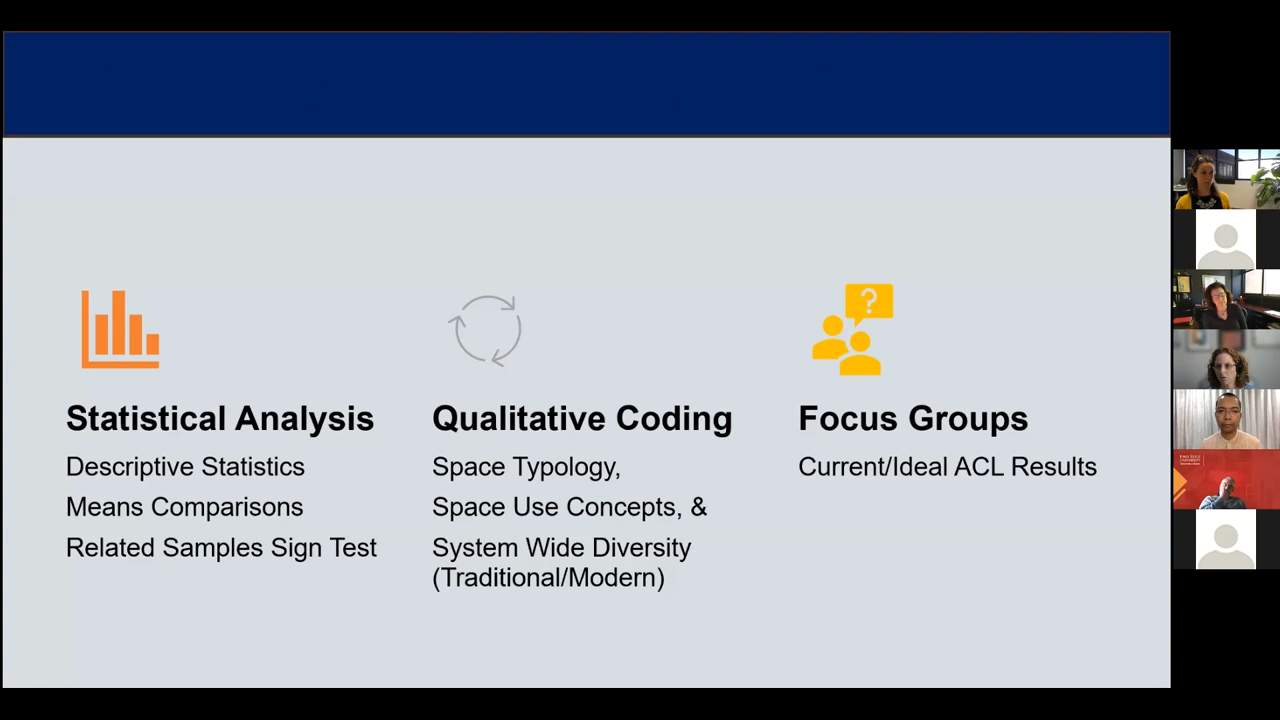 Statistical Analysis
Descriptive Statistics
Means Comparisons
Related Samples Sign Test
Qualitative Coding
Space Typology,
Space Use Concepts, &
System Wide Diversity
(Traditional/Modern)
?
Focus Groups
Current/Ideal ACL Results